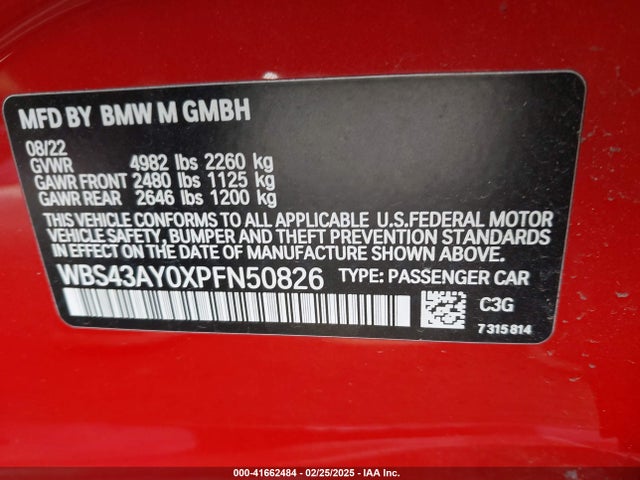 MFD BY BMW M GMBH
08/22
GVWR 4982 lbs 2260 kg
GAWR FRONT 2480 lbs 1125 kg
GAWR REAR 2646 lbs 1200 kg
THIS VEHICLE CONFORMS TO ALL APPLICABLE U.S.FEDERAL MOTOR
VEHICLE SAFETY, BUMPER AND THEFT PREVENTION STANDARDS
IN EFFECT ON THE DATE OF MANUFACTURE SHOWN ABOVE.
WBS43AY0XPFN50826 TYPE: PASSENGER CAR
C3G
7 315 814
000-41662484 - 02/25/2025 - IAAI.COM